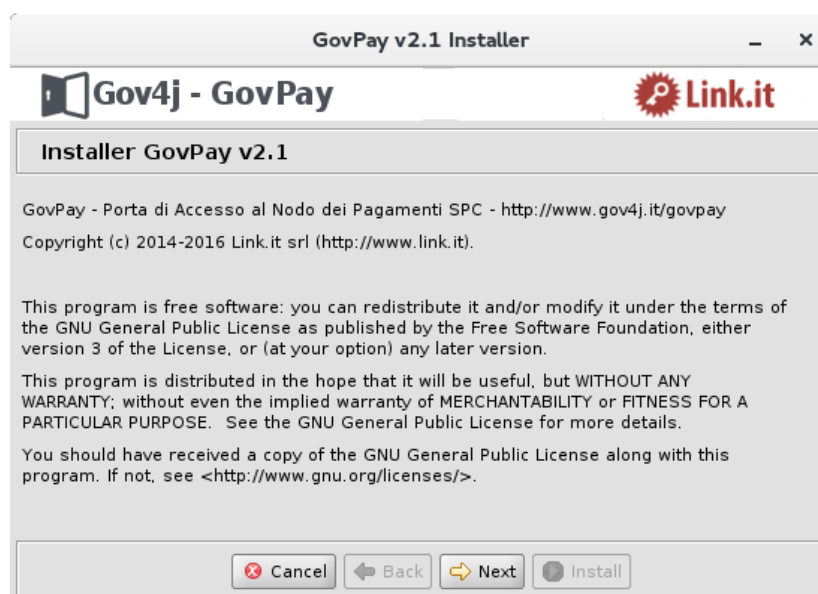 GovPay v2.1 Installer
Gov4j - GovPay
Link.it
Installer GovPay v2.1
GovPay - Porta di Accesso al Nodo dei Pagamenti SPC - http://www.gov4j.it/govpay
Copyright (c) 2014-2016 Link.it srl (http://www.link.it).
This program is free software: you can redistribute it and/or modify it under the terms of
the GNU General Public License as published by the Free Software Foundation, either
version 3 of the License, or (at your option) any later version.
This program is distributed in the hope that it will be useful, but WITHOUT ANY
WARRANTY; without even the implied warranty of MERCHANTABILITY or FITNESS FOR A
PARTICULAR PURPOSE.  See the GNU General Public License for more details.
You should have received a copy of the GNU General Public License along with this
program. If not, see <http://www.gnu.org/licenses/>.
Cancel
Back
Next
Install